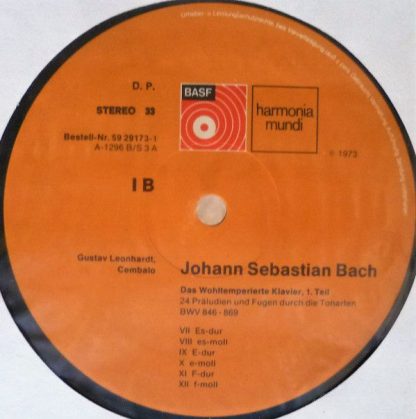 D. P.
STEREO 33
Bestell-Nr. 59 29173-1
A-1296 B/S 3 A
BASF
harmonia
mundi
℗ 1973
I B
Gustav Leonhardt,
Cembalo
Johann Sebastian Bach
Das Wohltemperierte Klavier, 1. Teil
24 Präludien und Fugen durch die Tonarten
BWV 846 - 869
VII Es-dur
VIII es-moll
IX E-dur
X e-moll
XI F-dur
XII f-moll